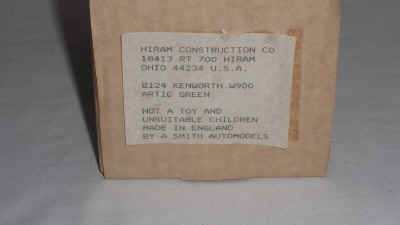 HIRAM CONSTRUCTION CO
10413 RT 700 HIRAM
OHIO 44234 U.S.A.
0124 KENWORTH W900
ARTIC GREEN
NOT A TOY AND
UNSUITABLE CHILDREN
MADE IN ENGLAND
BY A SMITH AUTOMODELS